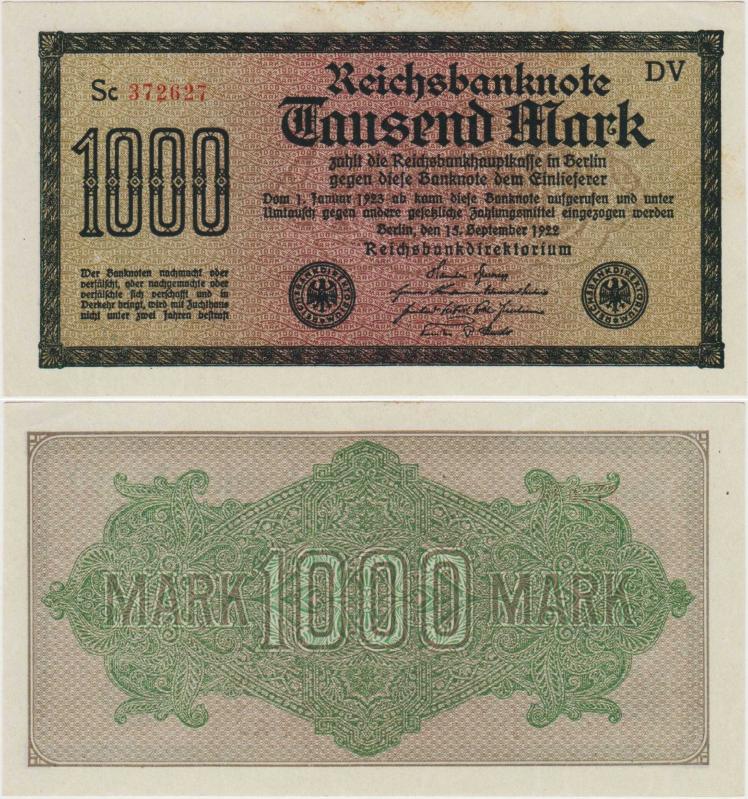 Sc 372627
DV
Reichsbanknote
Tausend Mark
1000
zahlt die Reichsbankhauptkasse in Berlin
gegen diese Banknote dem Einlieferer
Vom 1. Januar 1923 ab kann diese Banknote aufgerufen und unter
Umtausch gegen andere gesetzliche Zahlungsmittel eingezogen werden
Berlin, den 15. September 1922
Reichsbankdirektorium
Wer Banknoten nachmacht oder
verfälscht, oder nachgemachte oder
verfälschte sich verschafft und in
Verkehr bringt, wird mit Zuchthaus
nicht unter zwei Jahren bestraft
REICHSBANKDIREKTORIUM
REICHSBANKDIREKTORIUM
MARK 1000 MARK